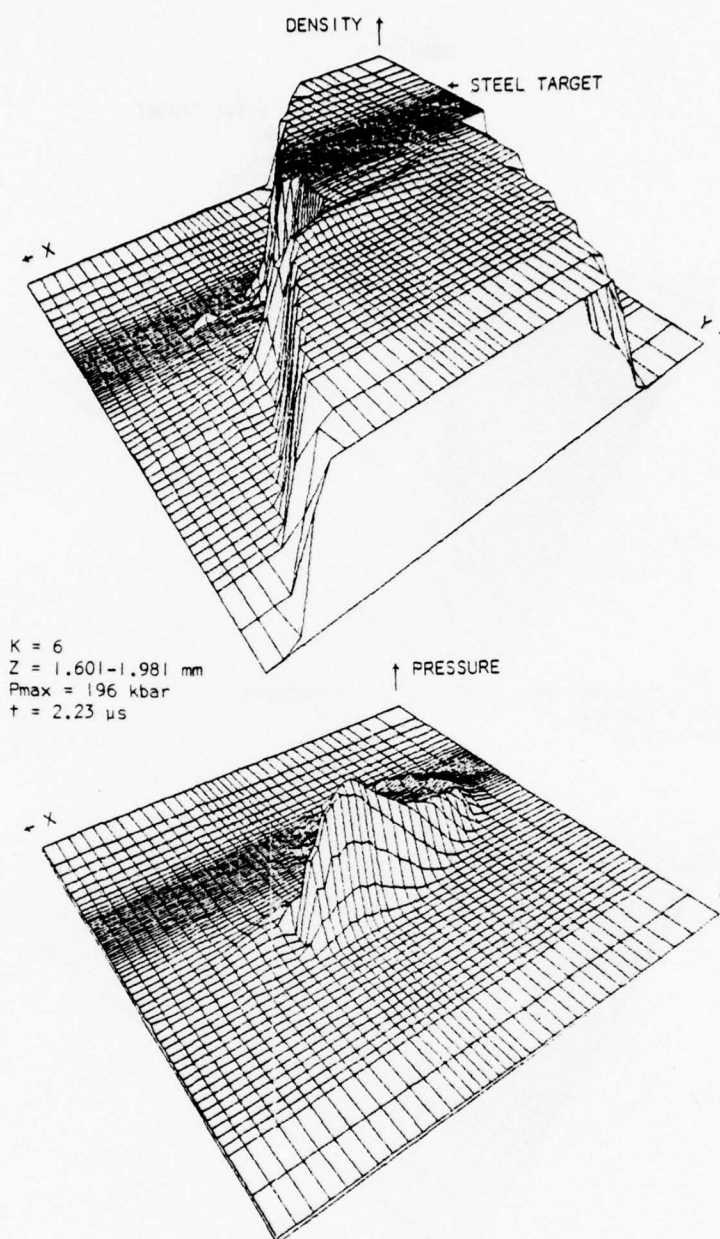 DENSITY ↑
← STEEL TARGET
← X
Y
K = 6
Z = 1.601-1.981 mm
Pmax = 196 kbar
t = 2.23 μs
↑ PRESSURE
← X